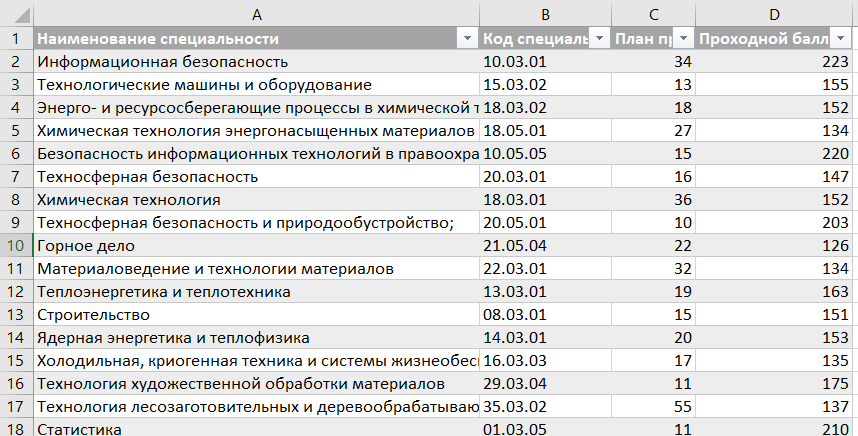 A B C D
1 Наименование специальности Код специаль План пр Проходной балл
2 Информационная безопасность 10.03.01 34 223
3 Технологические машины и оборудование 15.03.02 13 155
4 Энерго- и ресурсосберегающие процессы в химической т 18.03.02 18 152
5 Химическая технология энергонасыщенных материалов 18.05.01 27 134
6 Безопасность информационных технологий в правоохра 10.05.05 15 220
7 Техносферная безопасность 20.03.01 16 147
8 Химическая технология 18.03.01 36 152
9 Техносферная безопасность и природообустройство; 20.05.01 10 203
10 Горное дело 21.05.04 22 126
11 Материаловедение и технологии материалов 22.03.01 32 134
12 Теплоэнергетика и теплотехника 13.03.01 19 163
13 Строительство 08.03.01 15 151
14 Ядерная энергетика и теплофизика 14.03.01 20 153
15 Холодильная, криогенная техника и системы жизнеобесп 16.03.03 17 135
16 Технология художественной обработки материалов 29.03.04 11 175
17 Технология лесозаготовительных и деревообрабатываю 35.03.02 55 137
18 Статистика 01.03.05 11 210